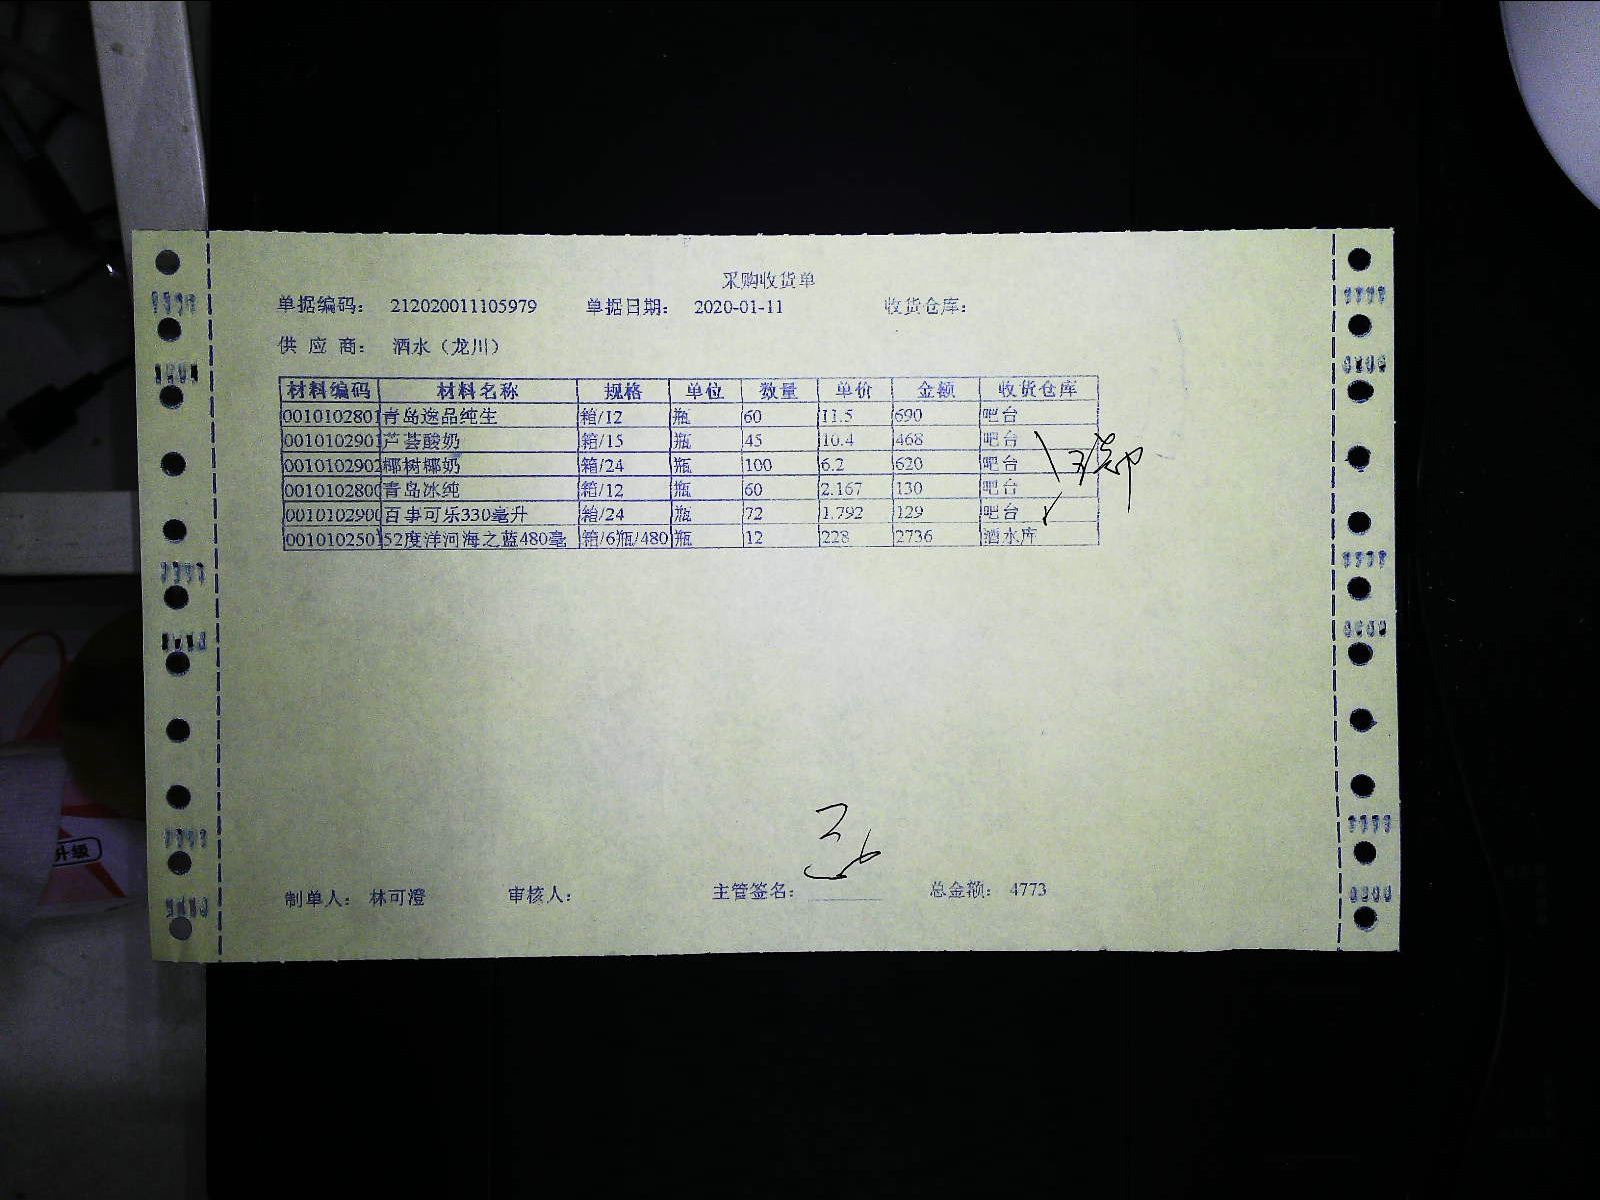 采购收货单
单据编码： 212020011105979 单据日期： 2020-01-11 收货仓库：
供 应 商： 酒水（龙川）
材料编码 材料名称 规格 单位 数量 单价 金额 收货仓库
0010102801 青岛逸品纯生 箱/12 瓶 60 11.5 690 吧台
0010102901 芦荟酸奶 箱/15 瓶 45 10.4 468 吧台
0010102902 椰树椰奶 箱/24 瓶 100 6.2 620 吧台
001010280 青岛冰纯 箱/12 瓶 60 2.167 130 吧台
001010290 百事可乐330毫升 箱/24 瓶 72 1.792 129 吧台
001010250 52度洋河海之蓝480毫 箱/6瓶/480 瓶 12 228 2736 酒水库
制单人： 林可澄 审核人： 主管签名： 总金额： 4773
升级